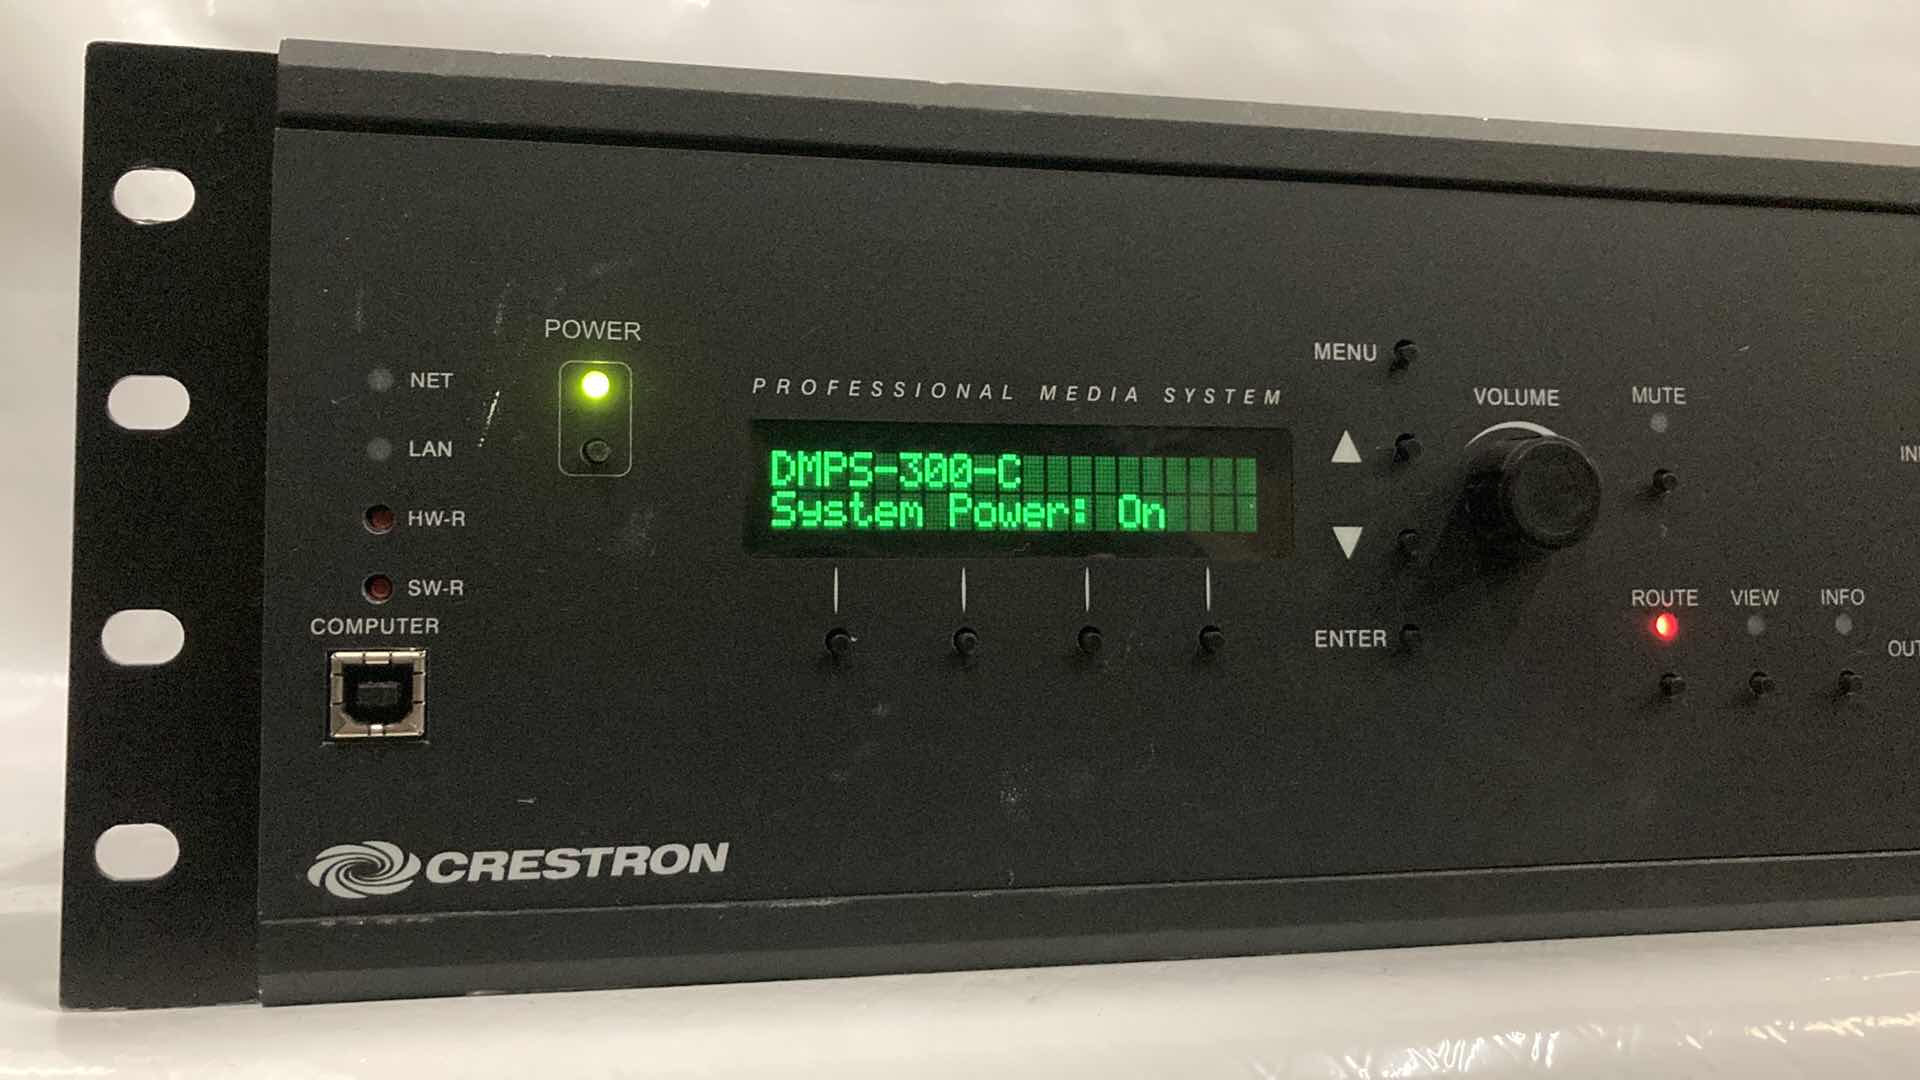 POWER
NET
LAN
HW-R
SW-R
COMPUTER
PROFESSIONAL MEDIA SYSTEM
DMPS-300-C
System Power: On
MENU
ENTER
VOLUME
MUTE
ROUTE VIEW INFO
CRESTRON